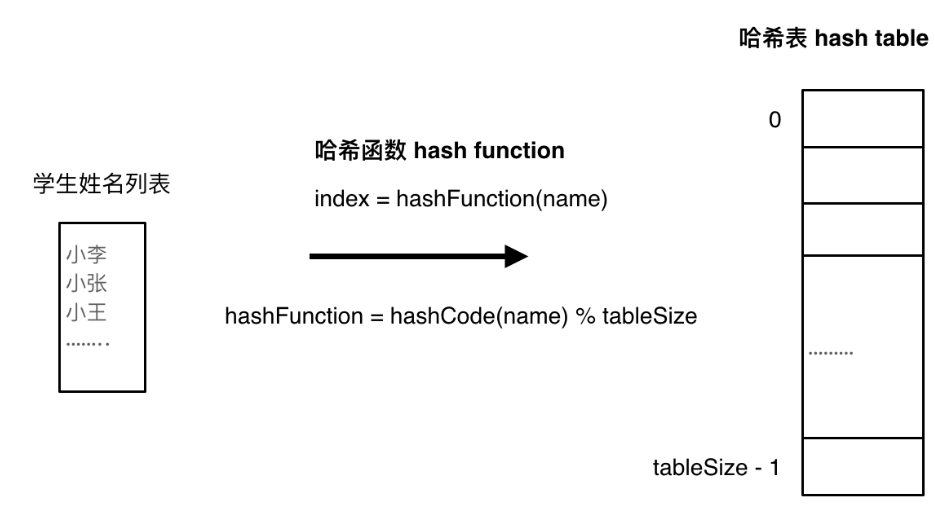 哈希表 hash table
0
哈希函数 hash function
学生姓名列表
index = hashFunction(name)
小李
小张
小王
........
hashFunction = hashCode(name) % tableSize
.........
tableSize - 1